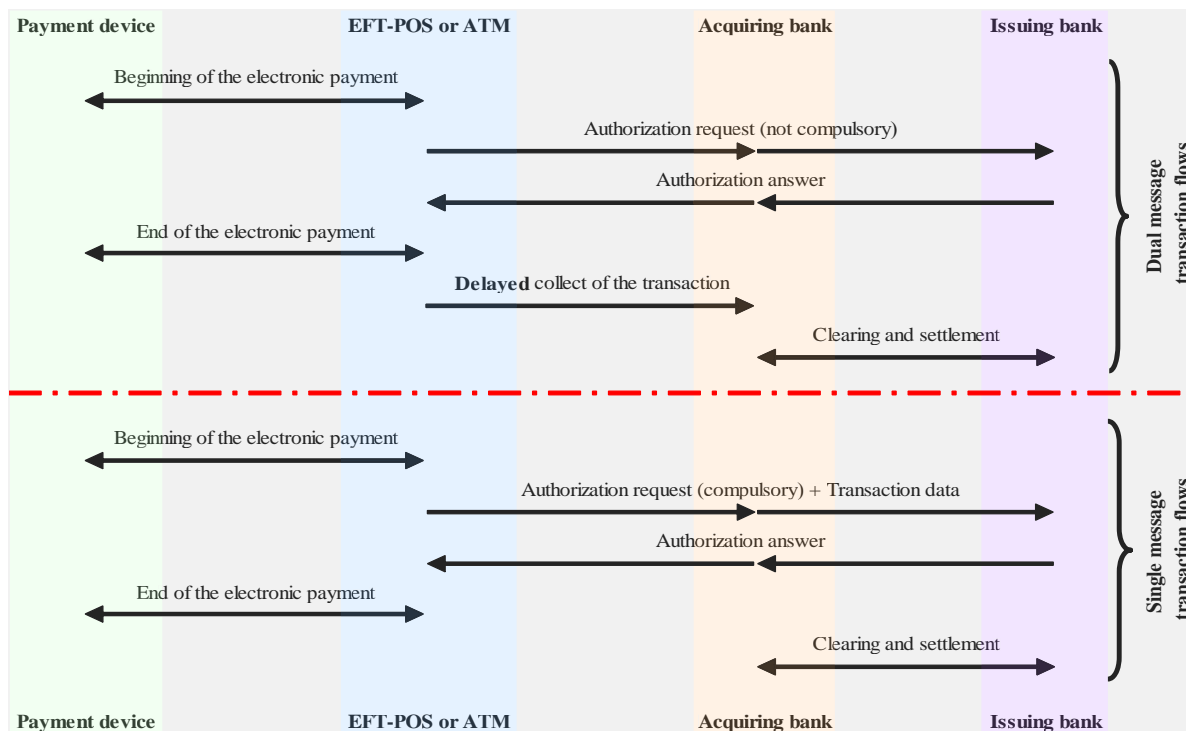 Payment device EFT-POS or ATM Acquiring bank Issuing bank
Beginning of the electronic payment
Authorization request (not compulsory)
Authorization answer
End of the electronic payment
Delayed collect of the transaction
Clearing and settlement
Dual message
transaction flows
Beginning of the electronic payment
Authorization request (compulsory) + Transaction data
Authorization answer
End of the electronic payment
Clearing and settlement
Single message
transaction flows
Payment device EFT-POS or ATM Acquiring bank Issuing bank